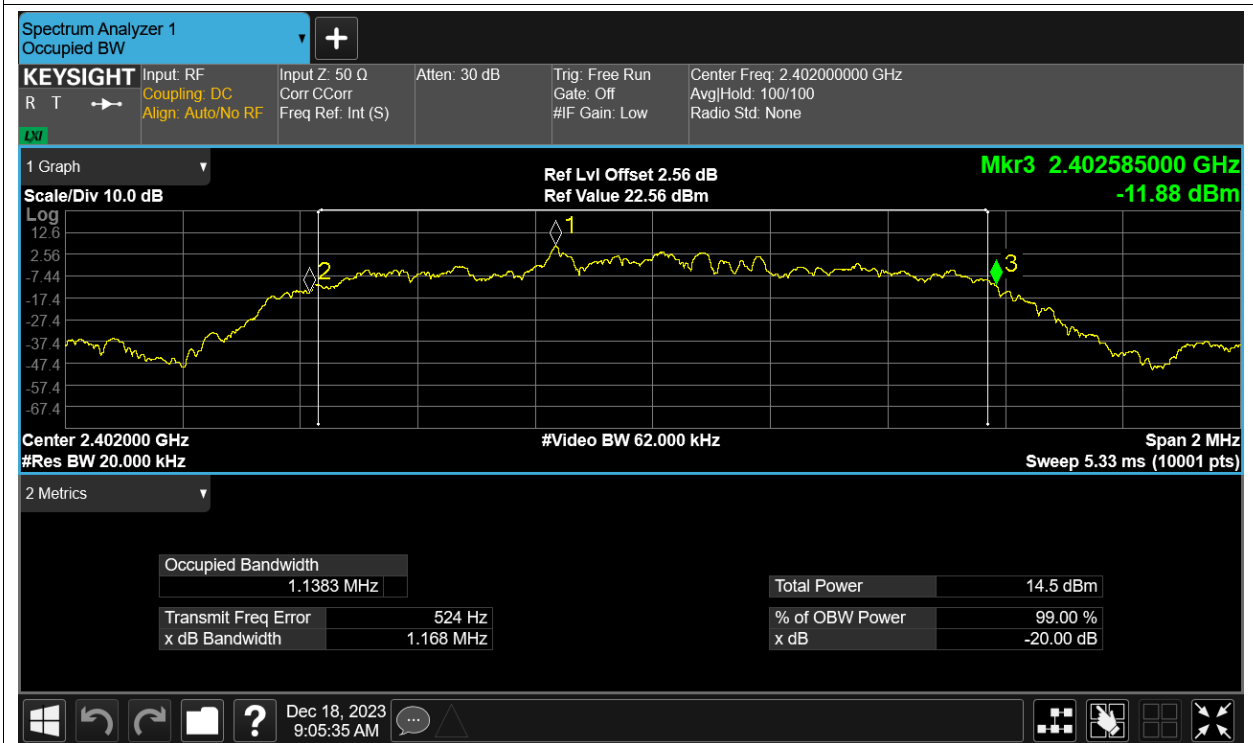 Spectrum Analyzer 1
Occupied BW
KEYSIGHT Input: RF Input Z: 50 Ω Atten: 30 dB Trig: Free Run Center Freq: 2.402000000 GHz
R T Coupling: DC Corr CCorr Gate: Off Avg|Hold: 100/100
Align: Auto/No RF Freq Ref: Int (S) #IF Gain: Low Radio Std: None
LXI
1 Graph Ref Lvl Offset 2.56 dB Mkr3 2.402585000 GHz
Scale/Div 10.0 dB Ref Value 22.56 dBm -11.88 dBm
Log
12.6 1
2.56
-7.44 2 3
-17.4
-27.4
-37.4
-47.4
-57.4
-67.4
Center 2.402000 GHz #Video BW 62.000 kHz Span 2 MHz
#Res BW 20.000 kHz Sweep 5.33 ms (10001 pts)
2 Metrics
Occupied Bandwidth
1.1383 MHz Total Power 14.5 dBm
Transmit Freq Error 524 Hz % of OBW Power 99.00 %
x dB Bandwidth 1.168 MHz x dB -20.00 dB
? Dec 18, 2023
9:05:35 AM